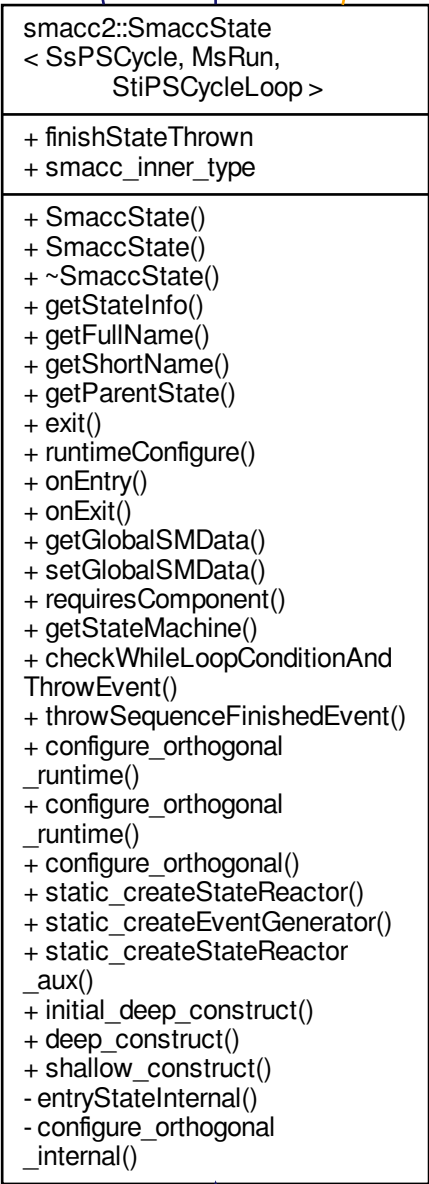 smacc2::SmaccState
< SsPSCycle, MsRun,
StiPSCycleLoop >
+ finishStateThrown
+ smacc_inner_type
+ SmaccState()
+ SmaccState()
+ ~SmaccState()
+ getStateInfo()
+ getFullName()
+ getShortName()
+ getParentState()
+ exit()
+ runtimeConfigure()
+ onEntry()
+ onExit()
+ getGlobalSMData()
+ setGlobalSMData()
+ requiresComponent()
+ getStateMachine()
+ checkWhileLoopConditionAnd
ThrowEvent()
+ throwSequenceFinishedEvent()
+ configure_orthogonal
_runtime()
+ configure_orthogonal
_runtime()
+ configure_orthogonal()
+ static_createStateReactor()
+ static_createEventGenerator()
+ static_createStateReactor
_aux()
+ initial_deep_construct()
+ deep_construct()
+ shallow_construct()
- entryStateInternal()
- configure_orthogonal
_internal()